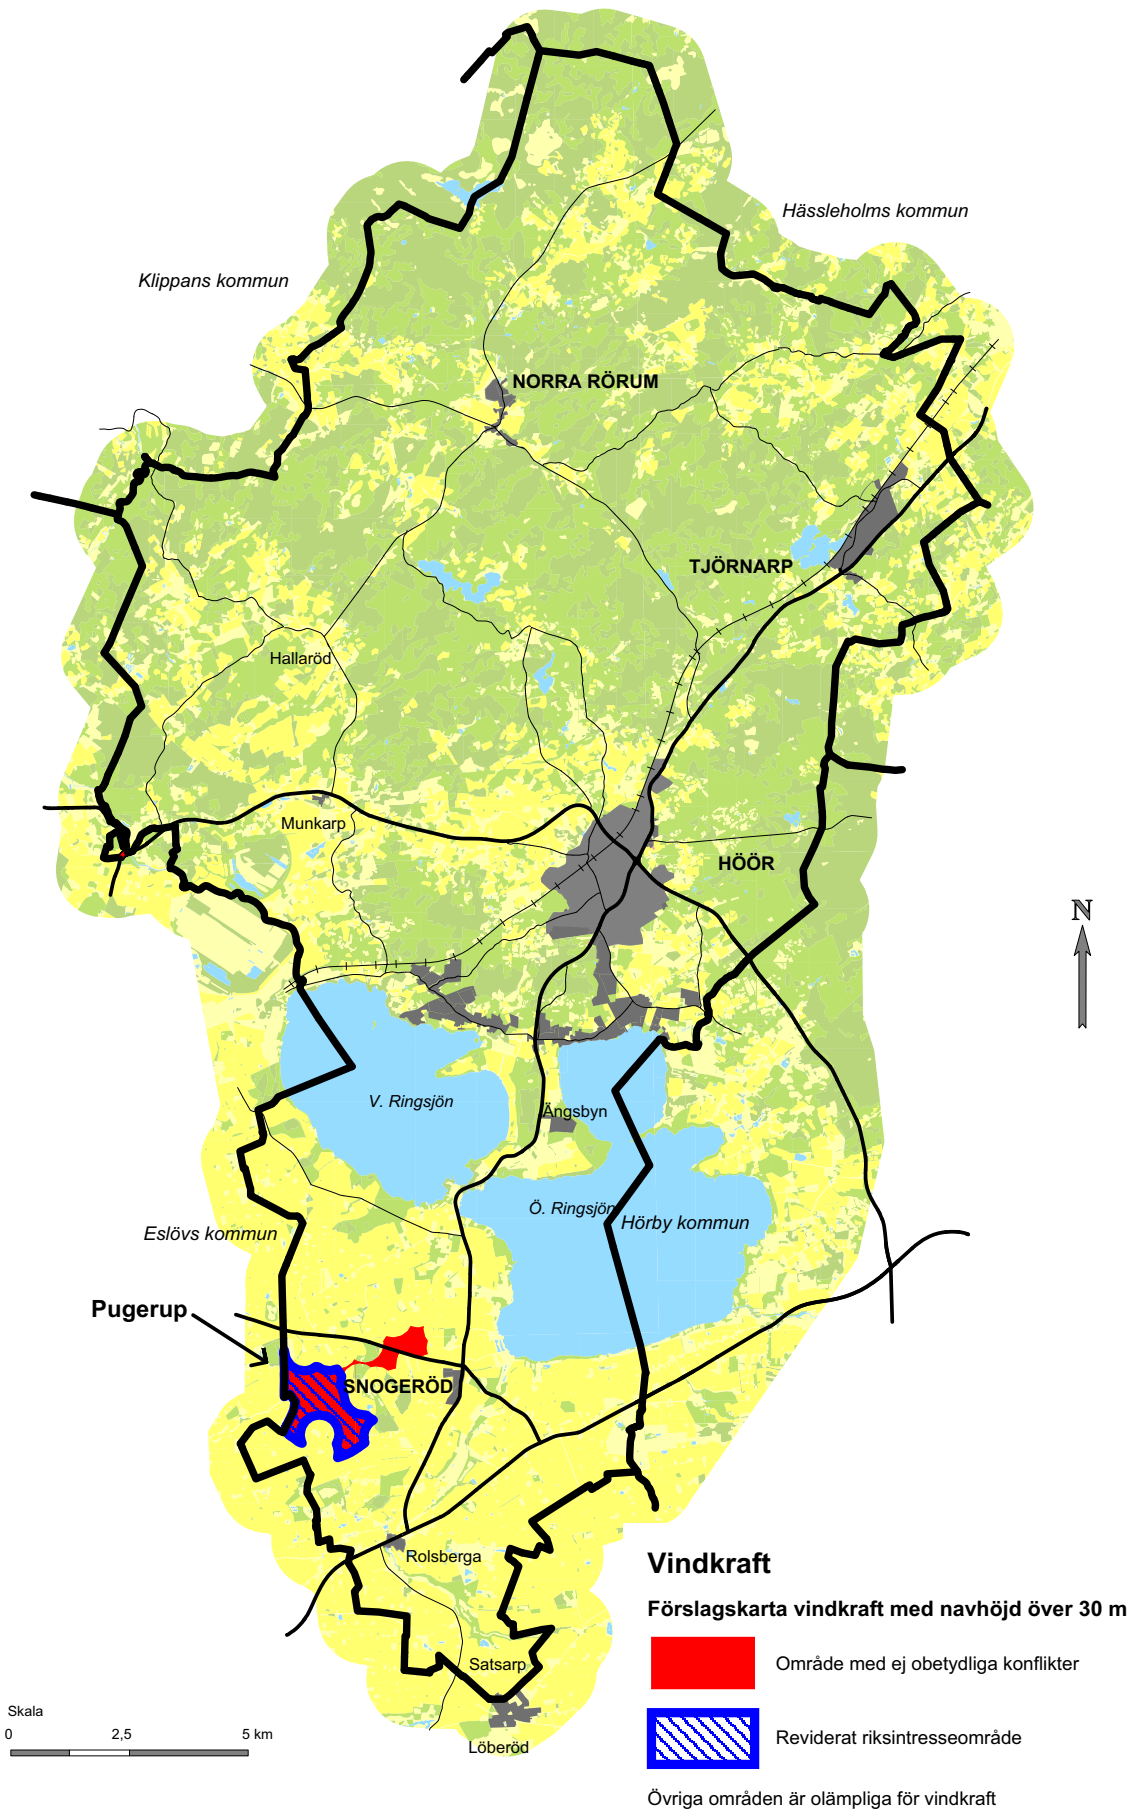 Hässleholms kommun
Klippans kommun
NORRA RÖRUM
TJÖRNARP
Hallaröd
Munkarp
HÖÖR
N
V. Ringsjön
Ängsbyn
Ö. Ringsjön
Hörby kommun
Eslövs kommun
Pugerup
SNOGERÖD
Rolsberga
Satsarp
Löberöd
Vindkraft
Förslagskarta vindkraft med navhöjd över 30 m
Område med ej obetydliga konflikter
Reviderat riksintresseområde
Övriga områden är olämpliga för vindkraft
Skala
0 2,5 5 km